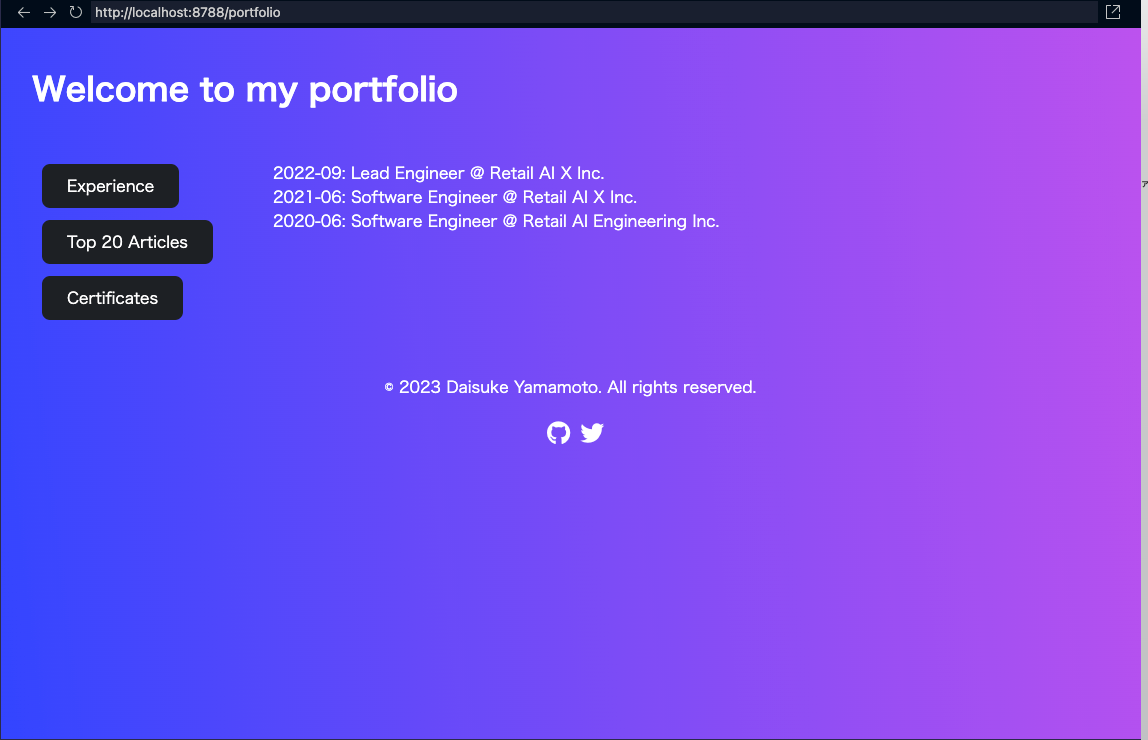 http://localhost:8788/portfolio
Welcome to my portfolio
Experience
Top 20 Articles
Certificates
2022-09: Lead Engineer @ Retail AI X Inc.
2021-06: Software Engineer @ Retail AI X Inc.
2020-06: Software Engineer @ Retail AI Engineering Inc.
© 2023 Daisuke Yamamoto. All rights reserved.